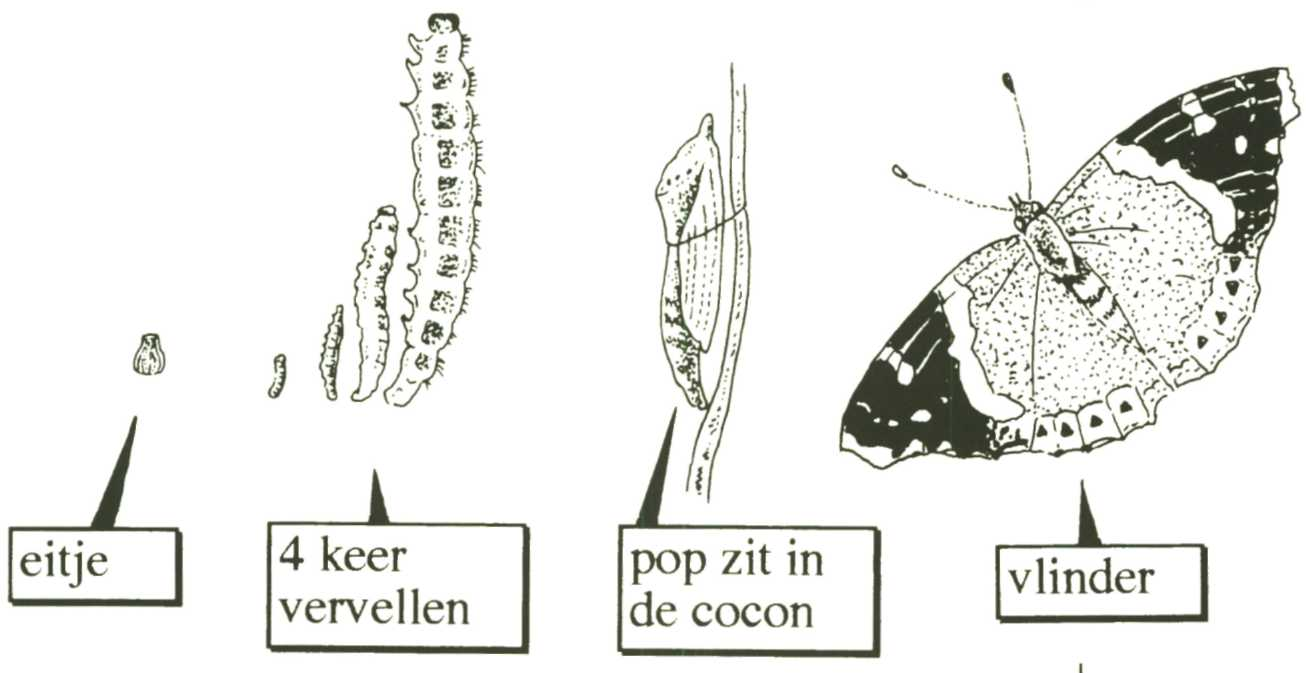 eitje
4 keer
vervellen
pop zit in
de cocon
vlinder